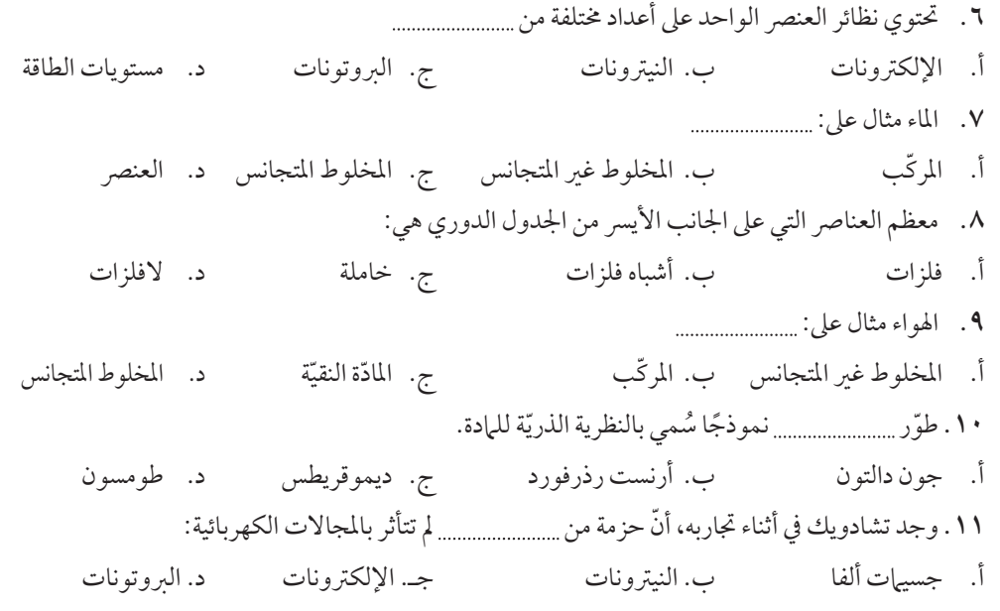 ٦. تحتوي نظائر العنصر الواحد على أعداد مختلفة من ..........................
أ. الإلكترونات ب. النيترونات ج. البروتونات د. مستويات الطاقة
٧. الماء مثال على: ..........................
أ. المركّب ب. المخلوط غير المتجانس ج. المخلوط المتجانس د. العنصر
٨. معظم العناصر التي على الجانب الأيسر من الجدول الدوري هي:
أ. فلزات ب. أشباه فلزات ج. خاملة د. لافلزات
٩. الهواء مثال على: ..........................
أ. المخلوط غير المتجانس ب. المركّب ج. المادّة النقيّة د. المخلوط المتجانس
١٠. طوّر .......................... نموذجًا سُمي بالنظرية الذريّة للمادة.
أ. جون دالتون ب. أرنست رذرفورد ج. ديموقريطس د. طومسون
١١. وجد تشادويك في أثناء تجاربه، أنّ حزمة من .......................... لم تتأثر بالمجالات الكهربائية:
أ. جسيمات ألفا ب. النيترونات جـ. الإلكترونات د. البروتونات